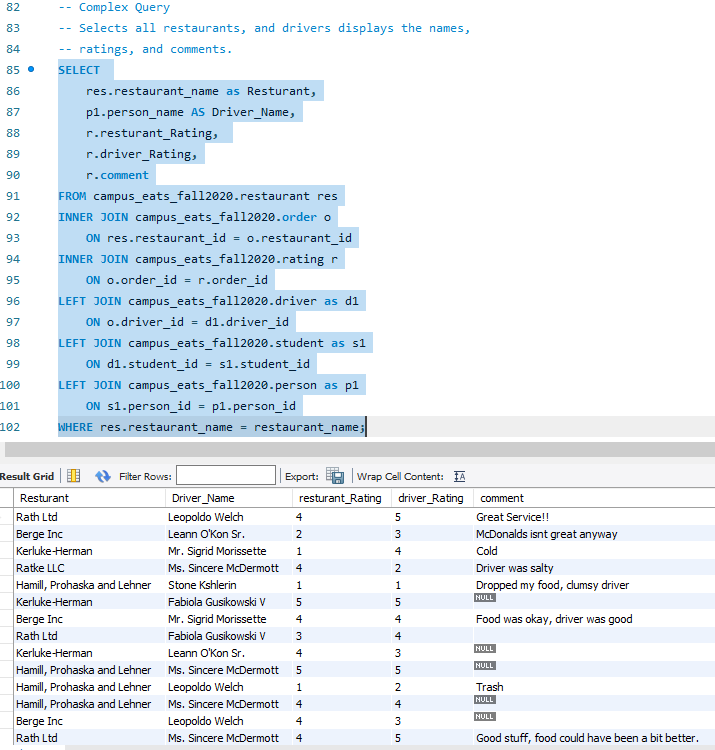 82 -- Complex Query
83 -- Selects all restaurants, and drivers displays the names,
84 -- ratings, and comments.
85 SELECT
86 res.restaurant_name as Resturant,
87 p1.person_name AS Driver_Name,
88 r.resturant_Rating,
89 r.driver_Rating,
90 r.comment
91 FROM campus_eats_fall2020.restaurant res
92 INNER JOIN campus_eats_fall2020.order o
93 ON res.restaurant_id = o.restaurant_id
94 INNER JOIN campus_eats_fall2020.rating r
95 ON o.order_id = r.order_id
96 LEFT JOIN campus_eats_fall2020.driver as d1
97 ON o.driver_id = d1.driver_id
98 LEFT JOIN campus_eats_fall2020.student as s1
99 ON d1.student_id = s1.student_id
100 LEFT JOIN campus_eats_fall2020.person as p1
101 ON s1.person_id = p1.person_id
102 WHERE res.restaurant_name = restaurant_name;
Result Grid Filter Rows: Export: Wrap Cell Content: IA
Resturant Driver_Name resturant_Rating driver_Rating comment
Rath Ltd Leopoldo Welch 4 5 Great Service!!
Berge Inc Leann O'Kon Sr. 2 3 McDonalds isnt great anyway
Kerluke-Herman Mr. Sigrid Morissette 1 4 Cold
Ratke LLC Ms. Sincere McDermott 4 2 Driver was salty
Hamill, Prohaska and Lehner Stone Kshlerin 1 1 Dropped my food, clumsy driver
Kerluke-Herman Fabiola Gusikowski V 5 5 NULL
Berge Inc Mr. Sigrid Morissette 4 4 Food was okay, driver was good
Rath Ltd Fabiola Gusikowski V 3 4
Kerluke-Herman Leann O'Kon Sr. 4 3 NULL
Hamill, Prohaska and Lehner Ms. Sincere McDermott 5 5 NULL
Hamill, Prohaska and Lehner Leopoldo Welch 1 2 Trash
Hamill, Prohaska and Lehner Ms. Sincere McDermott 4 4 NULL
Berge Inc Leopoldo Welch 4 3 NULL
Rath Ltd Ms. Sincere McDermott 4 5 Good stuff, food could have been a bit better.